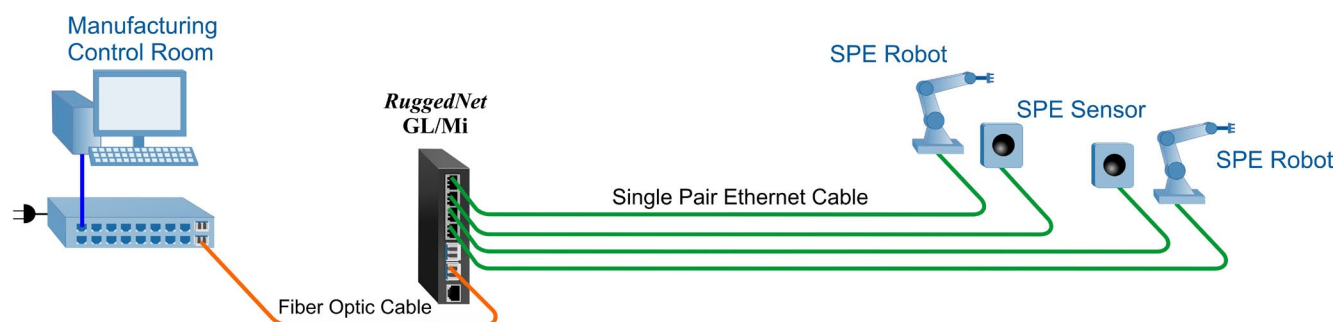 Manufacturing
Control Room
RuggedNet
GL/Mi
SPE Robot
SPE Sensor
SPE Robot
Single Pair Ethernet Cable
Fiber Optic Cable